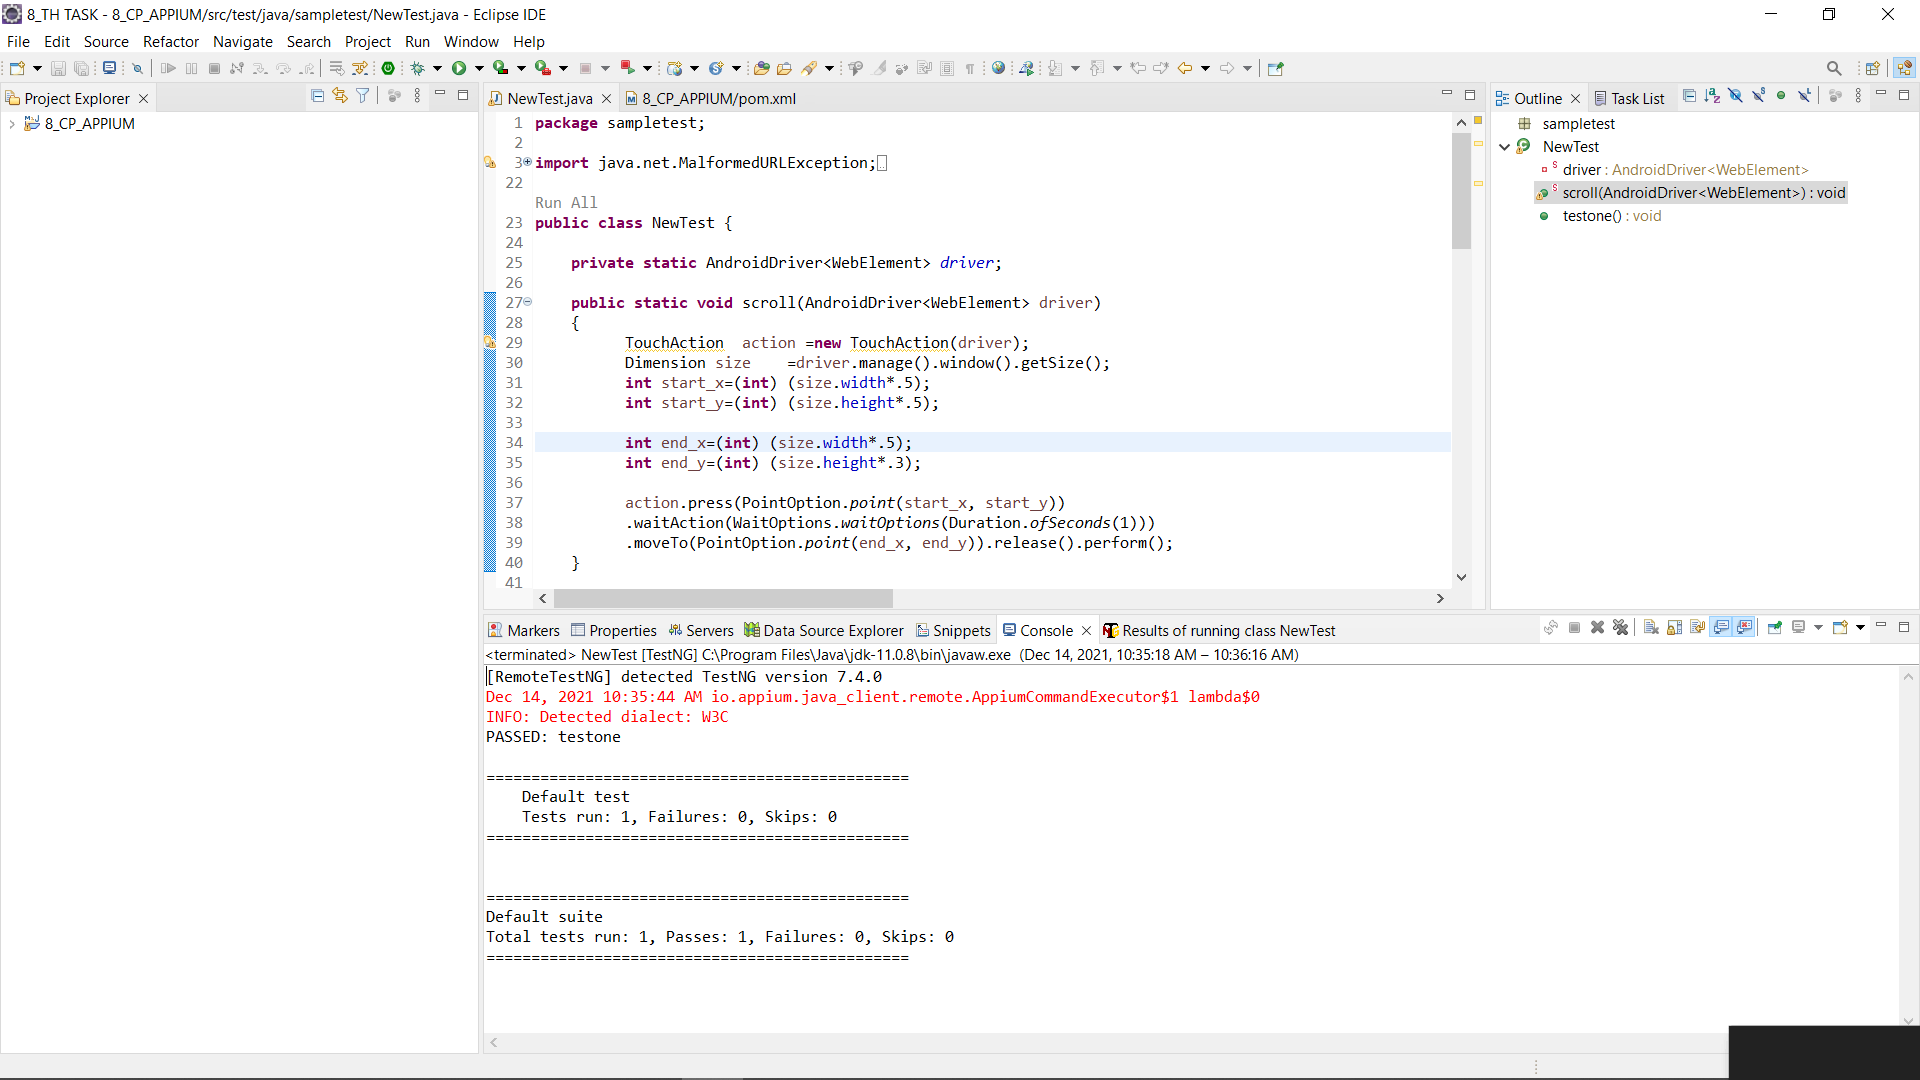 8_TH TASK - 8_CP_APPIUM/src/test/java/sampletest/NewTest.java - Eclipse IDE
File Edit Source Refactor Navigate Search Project Run Window Help
Project Explorer
8_CP_APPIUM
NewTest.java 8_CP_APPIUM/pom.xml
1 package sampletest;
2
3 import java.net.MalformedURLException;
22
Run All
23 public class NewTest {
24
25 private static AndroidDriver<WebElement> driver;
26
27 public static void scroll(AndroidDriver<WebElement> driver)
28 {
29 TouchAction  action =new TouchAction(driver);
30 Dimension size    =driver.manage().window().getSize();
31 int start_x=(int) (size.width*.5);
32 int start_y=(int) (size.height*.5);
33
34 int end_x=(int) (size.width*.5);
35 int end_y=(int) (size.height*.3);
36
37 action.press(PointOption.point(start_x, start_y))
38 .waitAction(WaitOptions.waitOptions(Duration.ofSeconds(1)))
39 .moveTo(PointOption.point(end_x, end_y)).release().perform();
40 }
41
Outline Task List
sampletest
NewTest
driver : AndroidDriver<WebElement>
scroll(AndroidDriver<WebElement>) : void
testone() : void
Markers Properties Servers Data Source Explorer Snippets Console Results of running class NewTest
<terminated> NewTest [TestNG] C:\Program Files\Java\jdk-11.0.8\bin\javaw.exe (Dec 14, 2021, 10:35:18 AM – 10:36:16 AM)
[RemoteTestNG] detected TestNG version 7.4.0
Dec 14, 2021 10:35:44 AM io.appium.java_client.remote.AppiumCommandExecutor$1 lambda$0
INFO: Detected dialect: W3C
PASSED: testone
===============================================
Default test
Tests run: 1, Failures: 0, Skips: 0
===============================================
===============================================
Default suite
Total tests run: 1, Passes: 1, Failures: 0, Skips: 0
===============================================